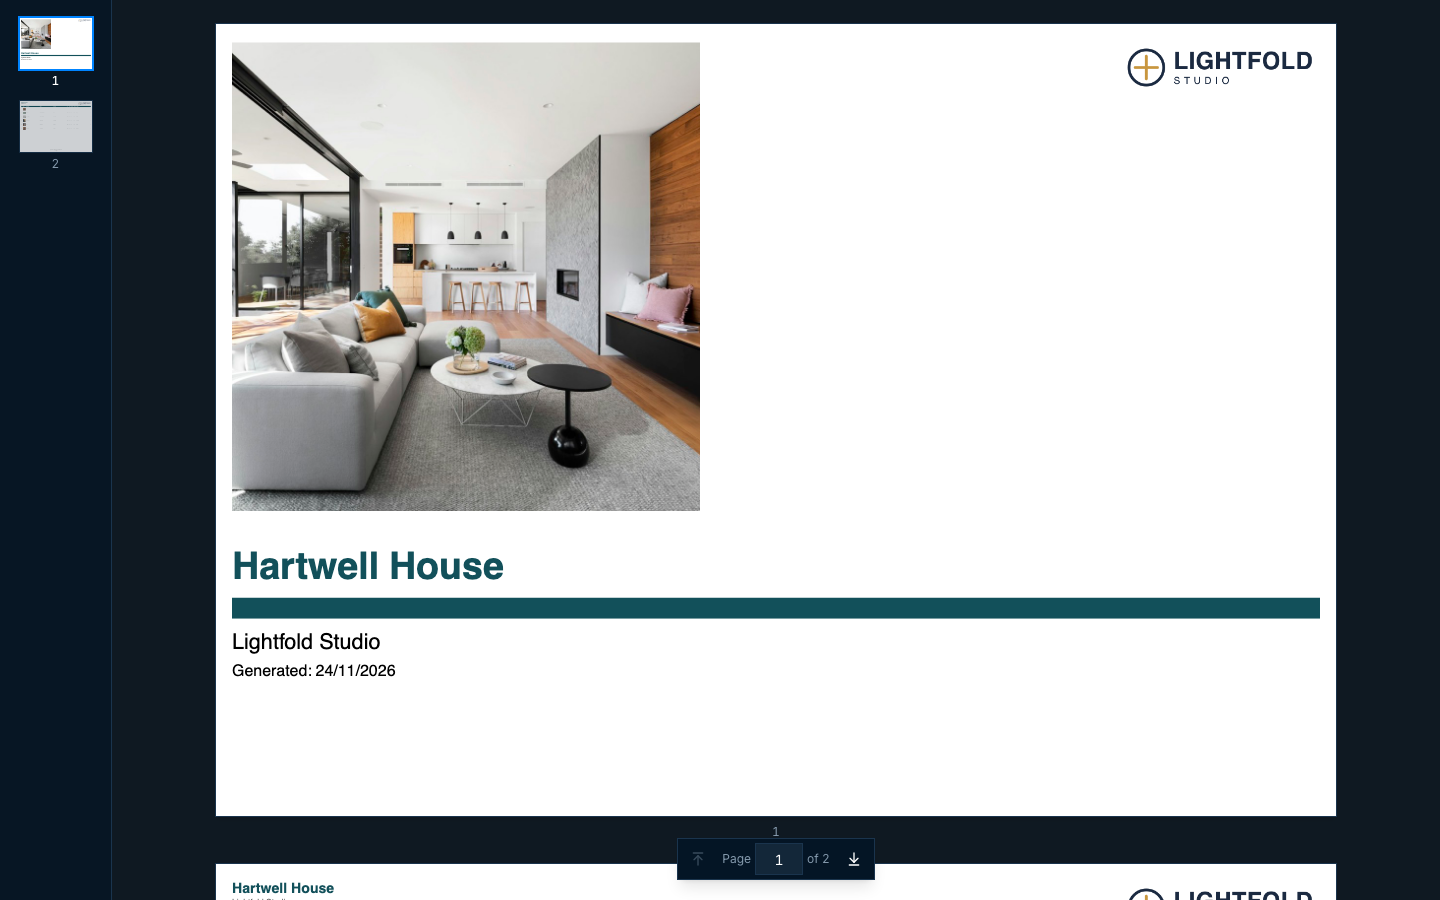 1
2
LIGHTFOLD
STUDIO
Hartwell House
Lightfold Studio
Generated: 24/11/2026
1
Page 1 of 2
Hartwell House
LIGHTFOLD